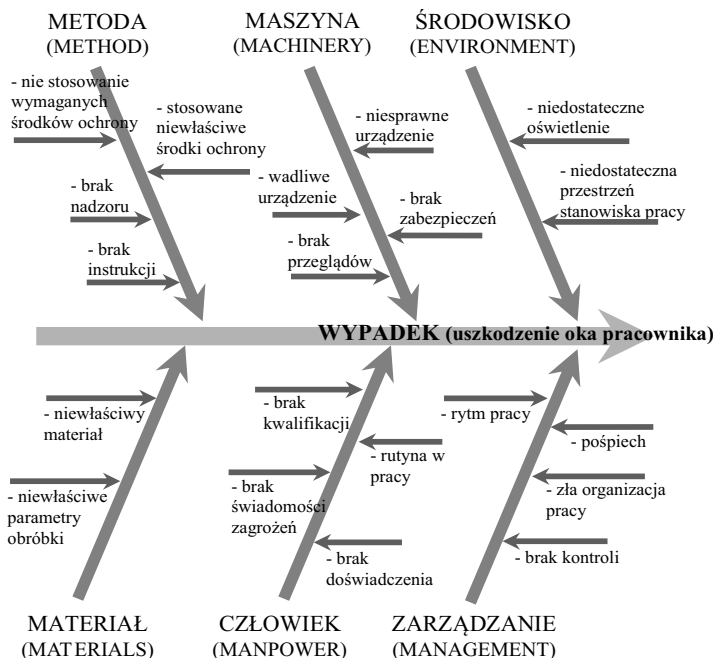 METODA
(METHOD)
- nie stosowanie
wymaganych
środków ochrony
- stosowane
niewłaściwe
środki ochrony
- brak
nadzoru
- brak
instrukcji
MASZYNA
(MACHINERY)
- niesprawne
urządzenie
- wadliwe
urządzenie
- brak
zabezpieczeń
- brak
przeglądów
ŚRODOWISKO
(ENVIRONMENT)
- niedostateczne
oświetlenie
- niedostateczna
przestrzeń
stanowiska pracy
WYPADEK (uszkodzenie oka pracownika)
- niewłaściwy
materiał
- niewłaściwe
parametry
obróbki
MATERIAŁ
(MATERIALS)
- brak
kwalifikacji
- rutyna w
pracy
- brak
świadomości
zagrożeń
- brak
doświadczenia
CZŁOWIEK
(MANPOWER)
- rytm pracy
- pośpiech
- zła organizacja
pracy
- brak kontroli
ZARZĄDZANIE
(MANAGEMENT)